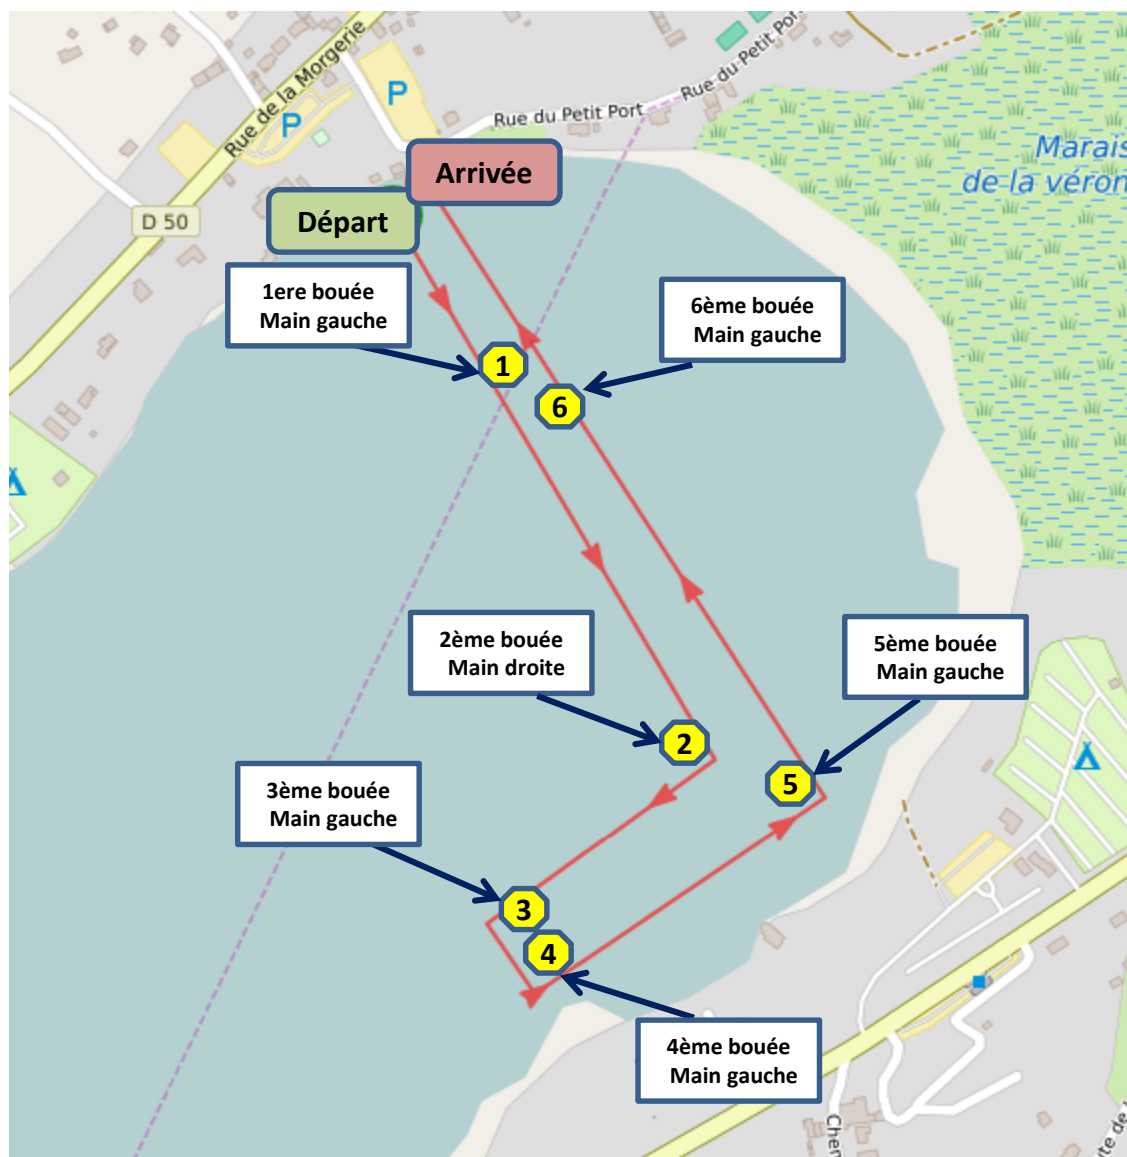 Rue de la Morgerie
P
P
Rue du Petit Port
Rue du Petit Port
Marais
de la véron
D 50
Arrivée
Départ
1ere bouée
Main gauche
6ème bouée
Main gauche
1
6
2ème bouée
Main droite
5ème bouée
Main gauche
2
5
3ème bouée
Main gauche
3
4
4ème bouée
Main gauche
Chem